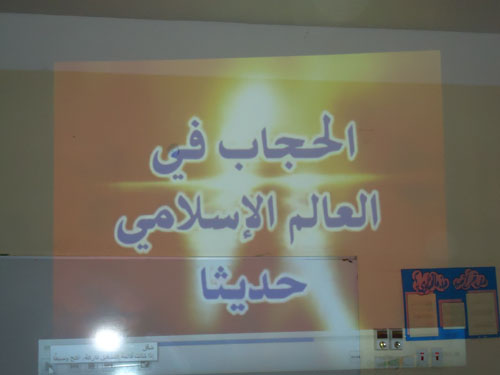 الحجاب في
العالم الإسلامي
حديثا